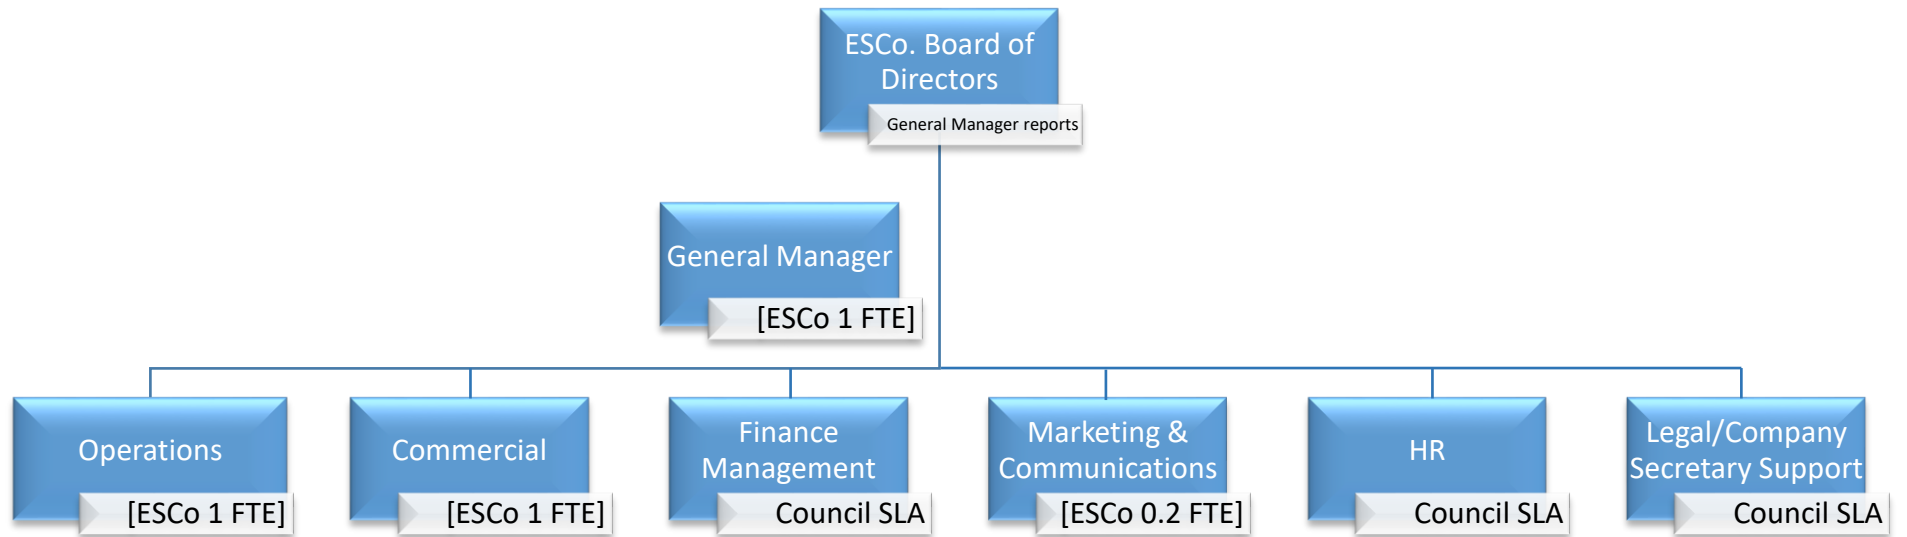 ESCo. Board of
Directors
General Manager reports
General Manager
[ESCo 1 FTE]
Operations
[ESCo 1 FTE]
Commercial
[ESCo 1 FTE]
Finance
Management
Council SLA
Marketing &
Communications
[ESCo 0.2 FTE]
HR
Council SLA
Legal/Company
Secretary Support
Council SLA